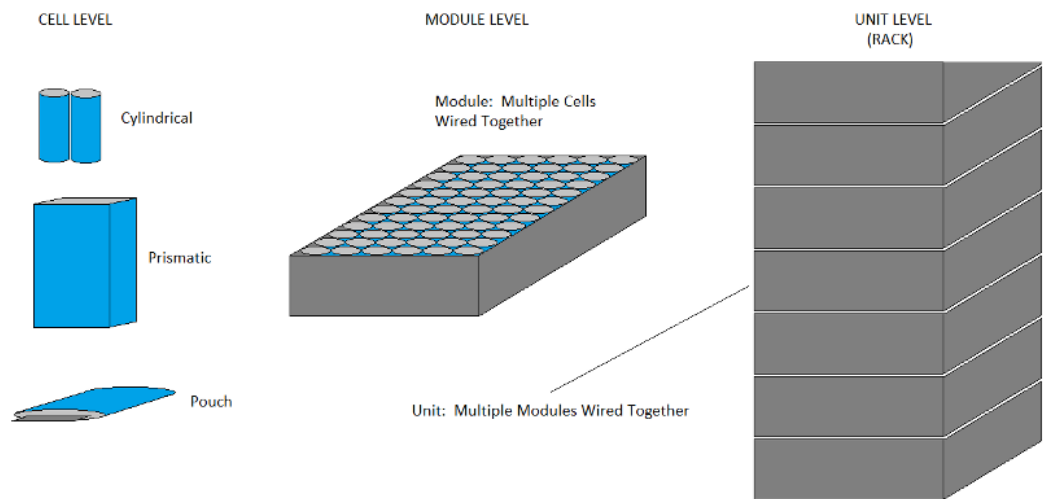 CELL LEVEL
MODULE LEVEL
UNIT LEVEL
(RACK)
Cylindrical
Module: Multiple Cells
Wired Together
Prismatic
Pouch
Unit: Multiple Modules Wired Together